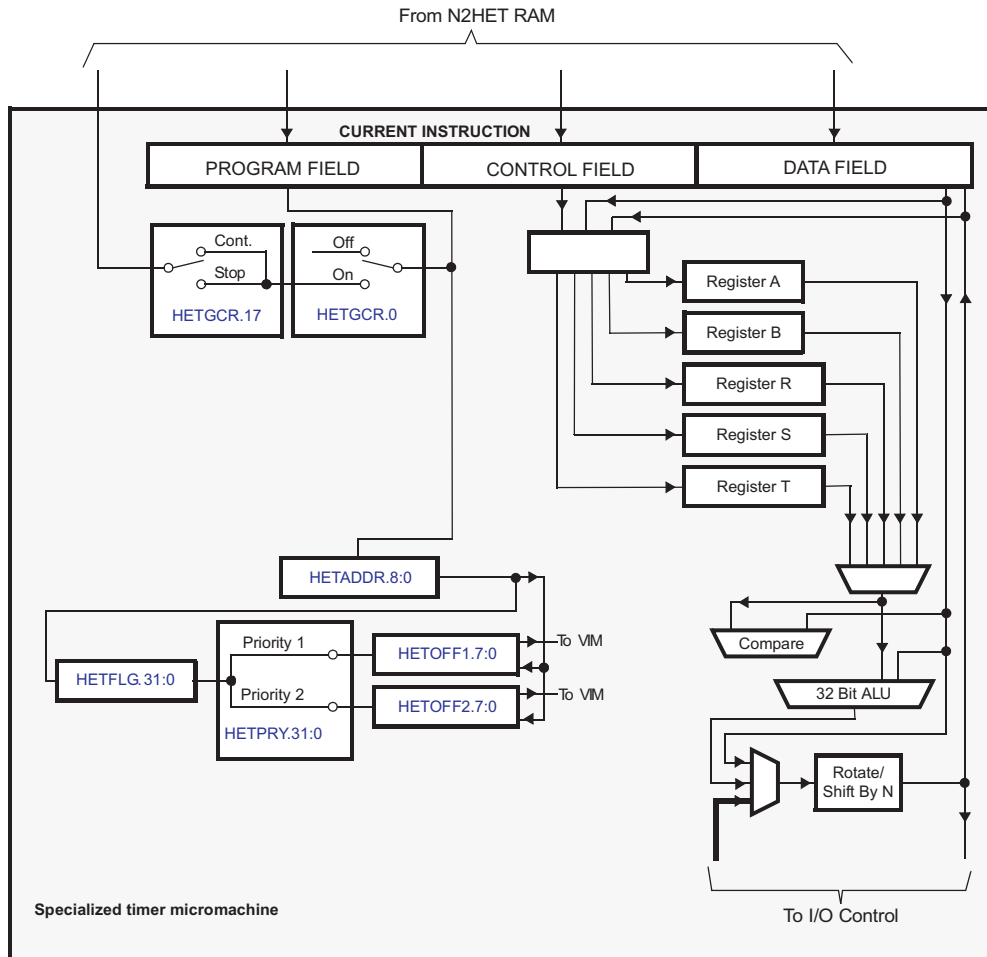 From N2HET RAM
CURRENT INSTRUCTION
PROGRAM FIELD
CONTROL FIELD
DATA FIELD
Cont.
Stop
HETGCR.17
Off
On
HETGCR.0
Register A
Register B
Register R
Register S
Register T
HETADDR.8:0
Compare
32 Bit ALU
HETFLG.31:0
Priority 1
Priority 2
HETPRY.31:0
HETOFF1.7:0
To VIM
HETOFF2.7:0
To VIM
Rotate/
Shift By N
Specialized timer micromachine
To I/O Control